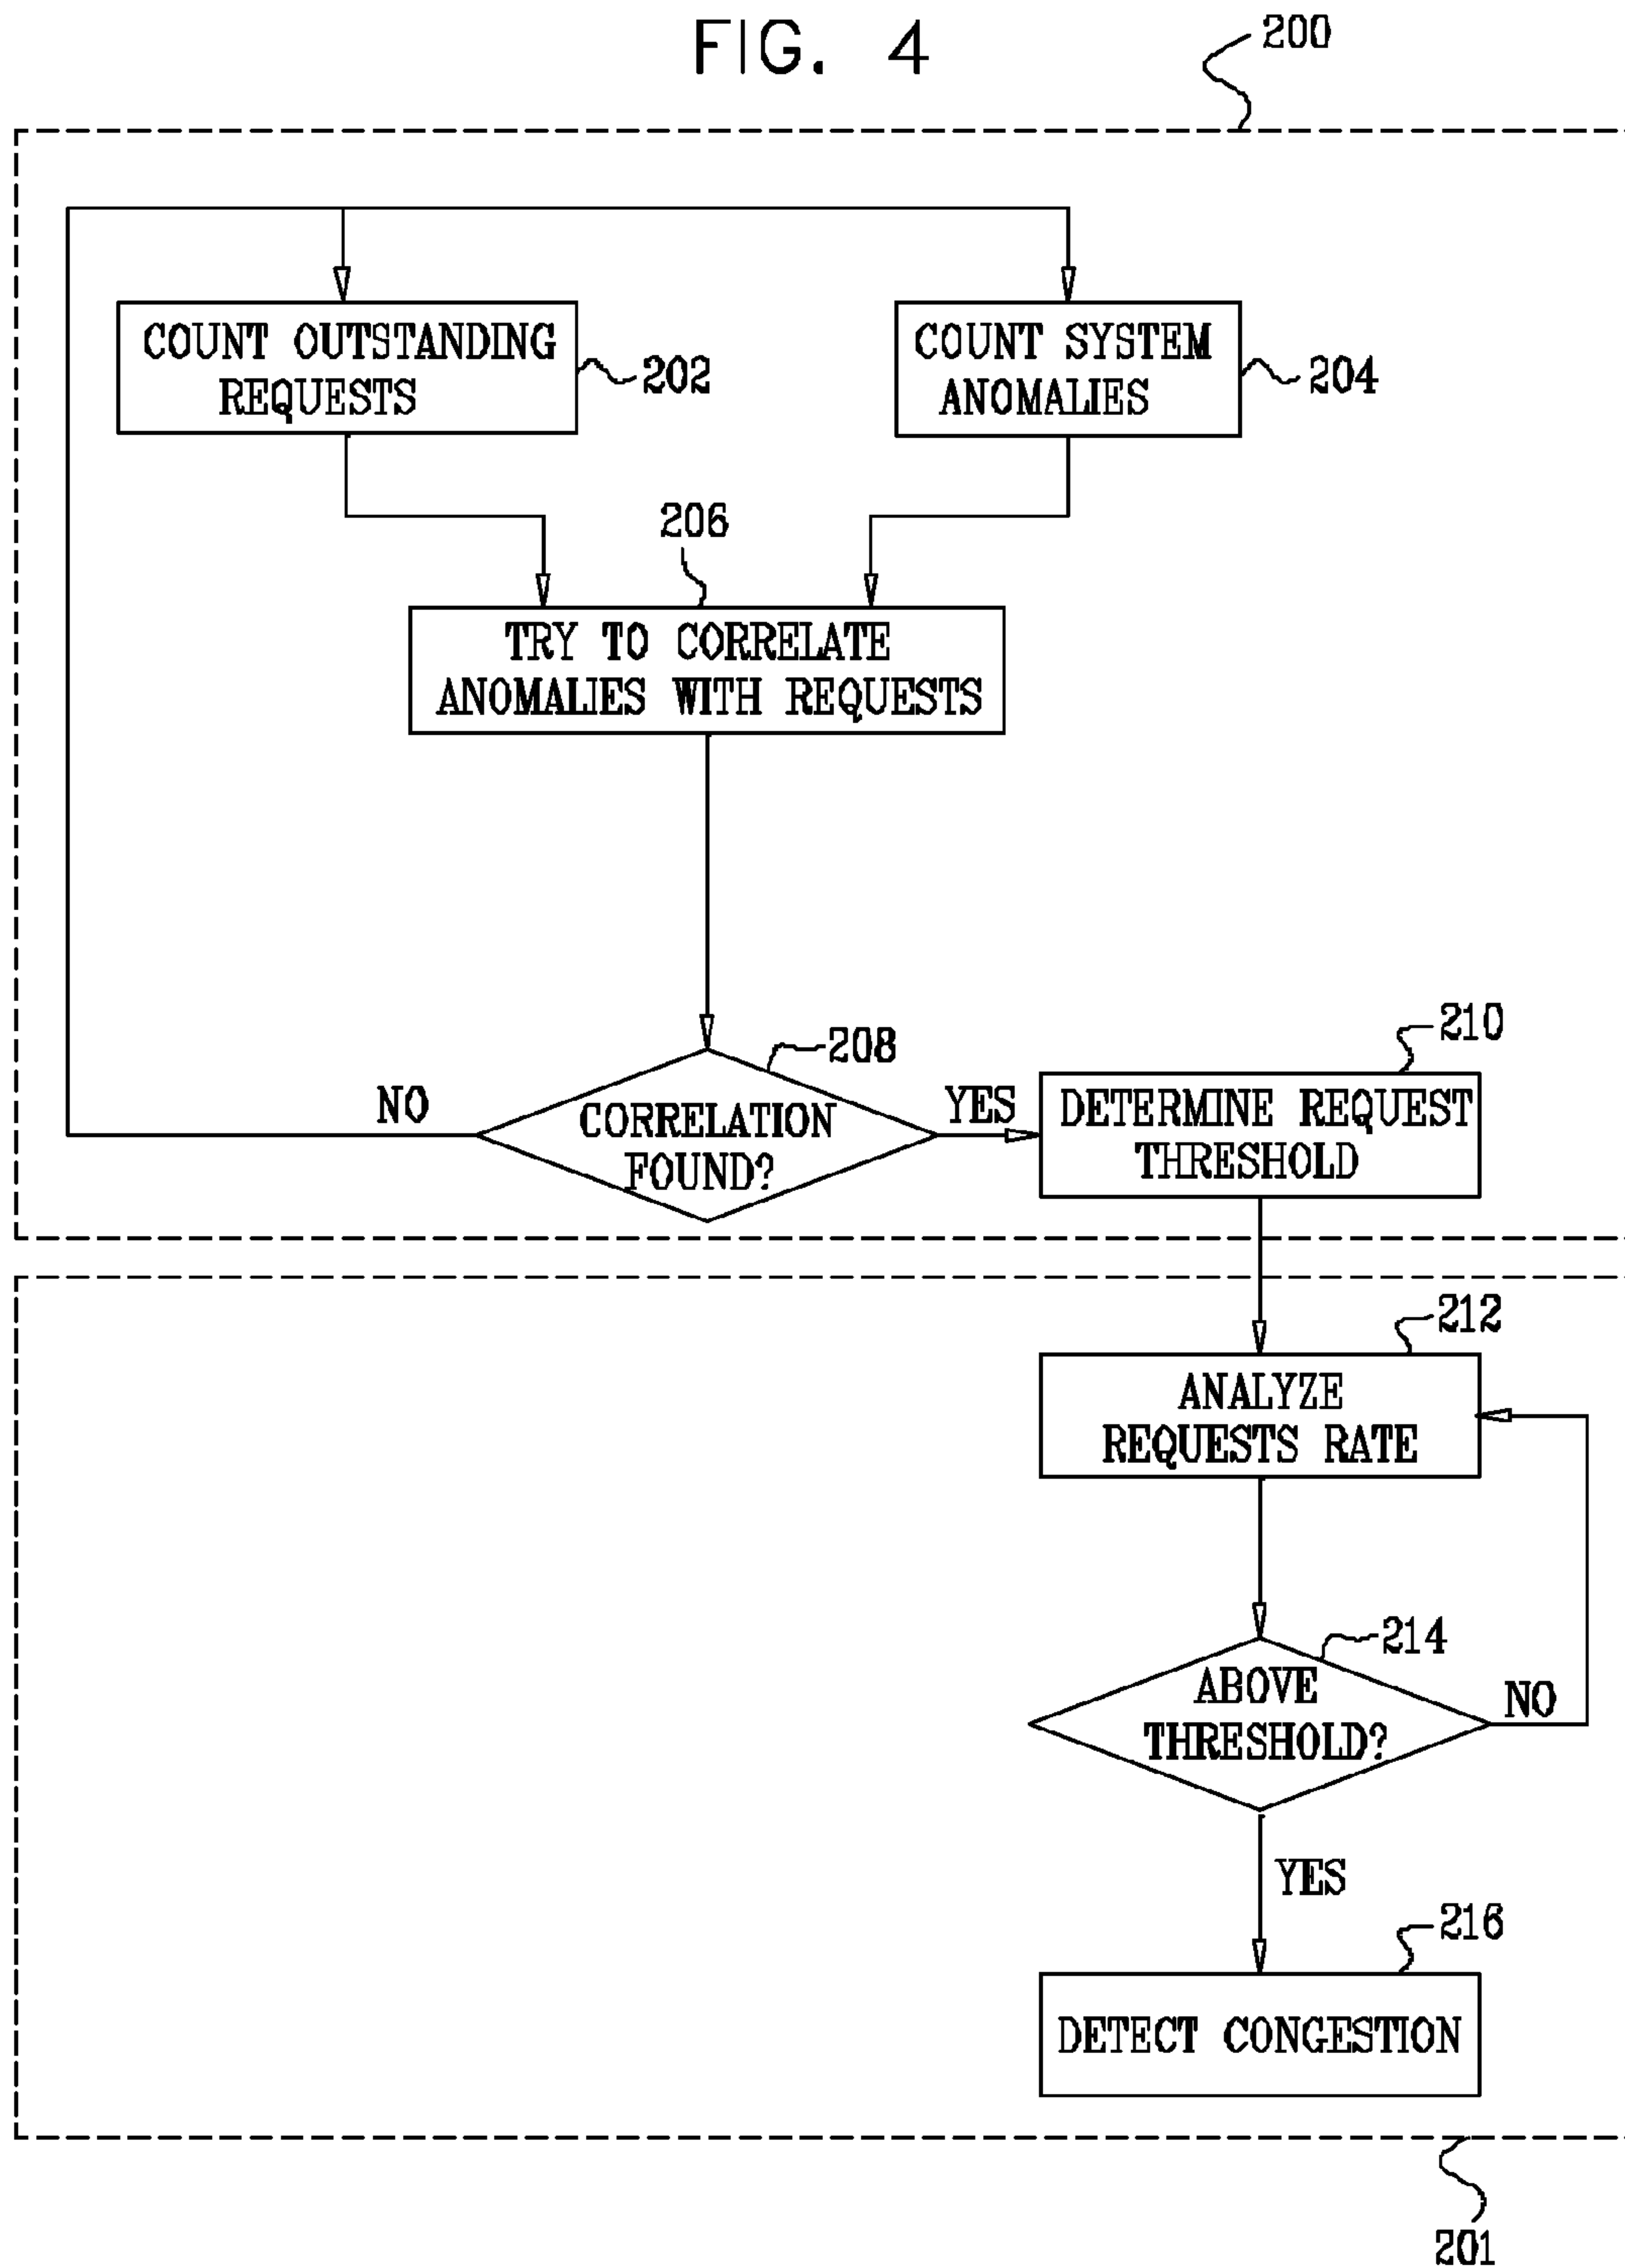 FIG. 4
200
COUNT OUTSTANDING
REQUESTS
202
COUNT SYSTEM
ANOMALIES
204
206
TRY TO CORRELATE
ANOMALIES WITH REQUESTS
208
NO
CORRELATION
FOUND?
YES
210
DETERMINE REQUEST
THRESHOLD
212
ANALYZE
REQUESTS RATE
214
ABOVE
THRESHOLD?
NO
YES
216
DETECT CONGESTION
201